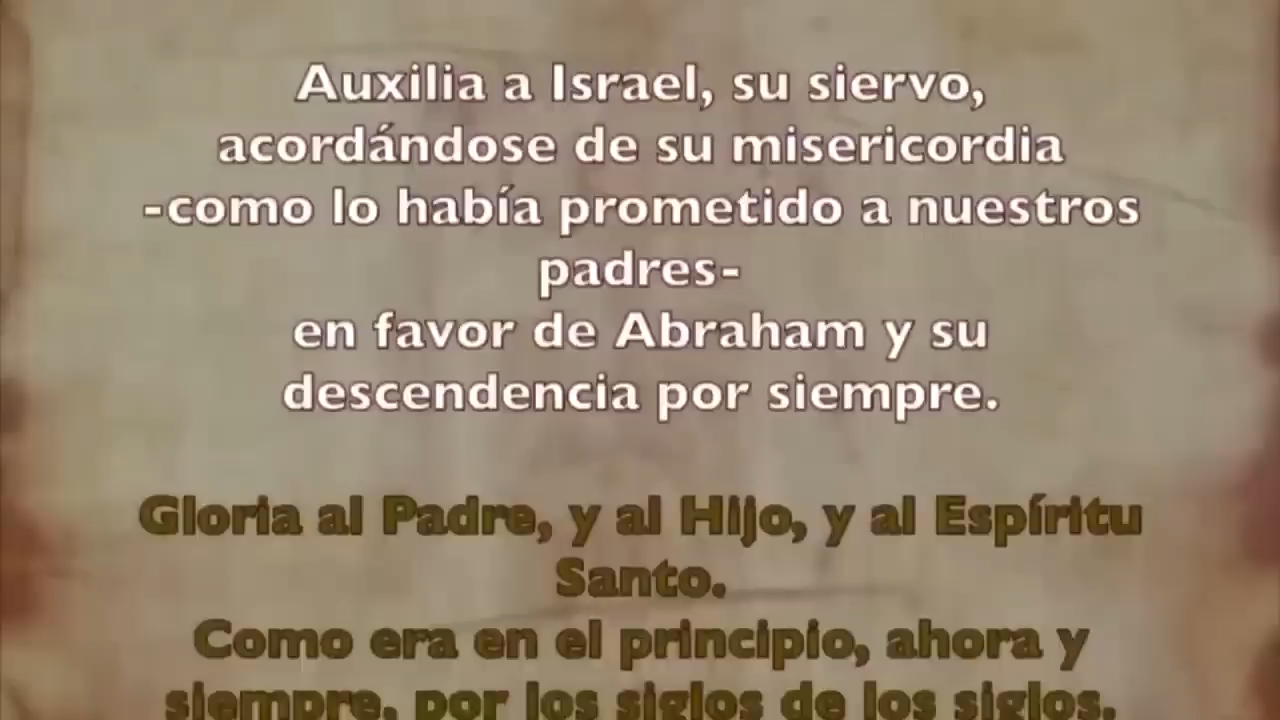 Auxilia a Israel, su siervo,
acordándose de su misericordia
-como lo había prometido a nuestros
padres-
en favor de Abraham y su
descendencia por siempre.
Gloria al Padre, y al Hijo, y al Espíritu
Santo.
Como era en el principio, ahora y
siempre, por los siglos de los siglos.